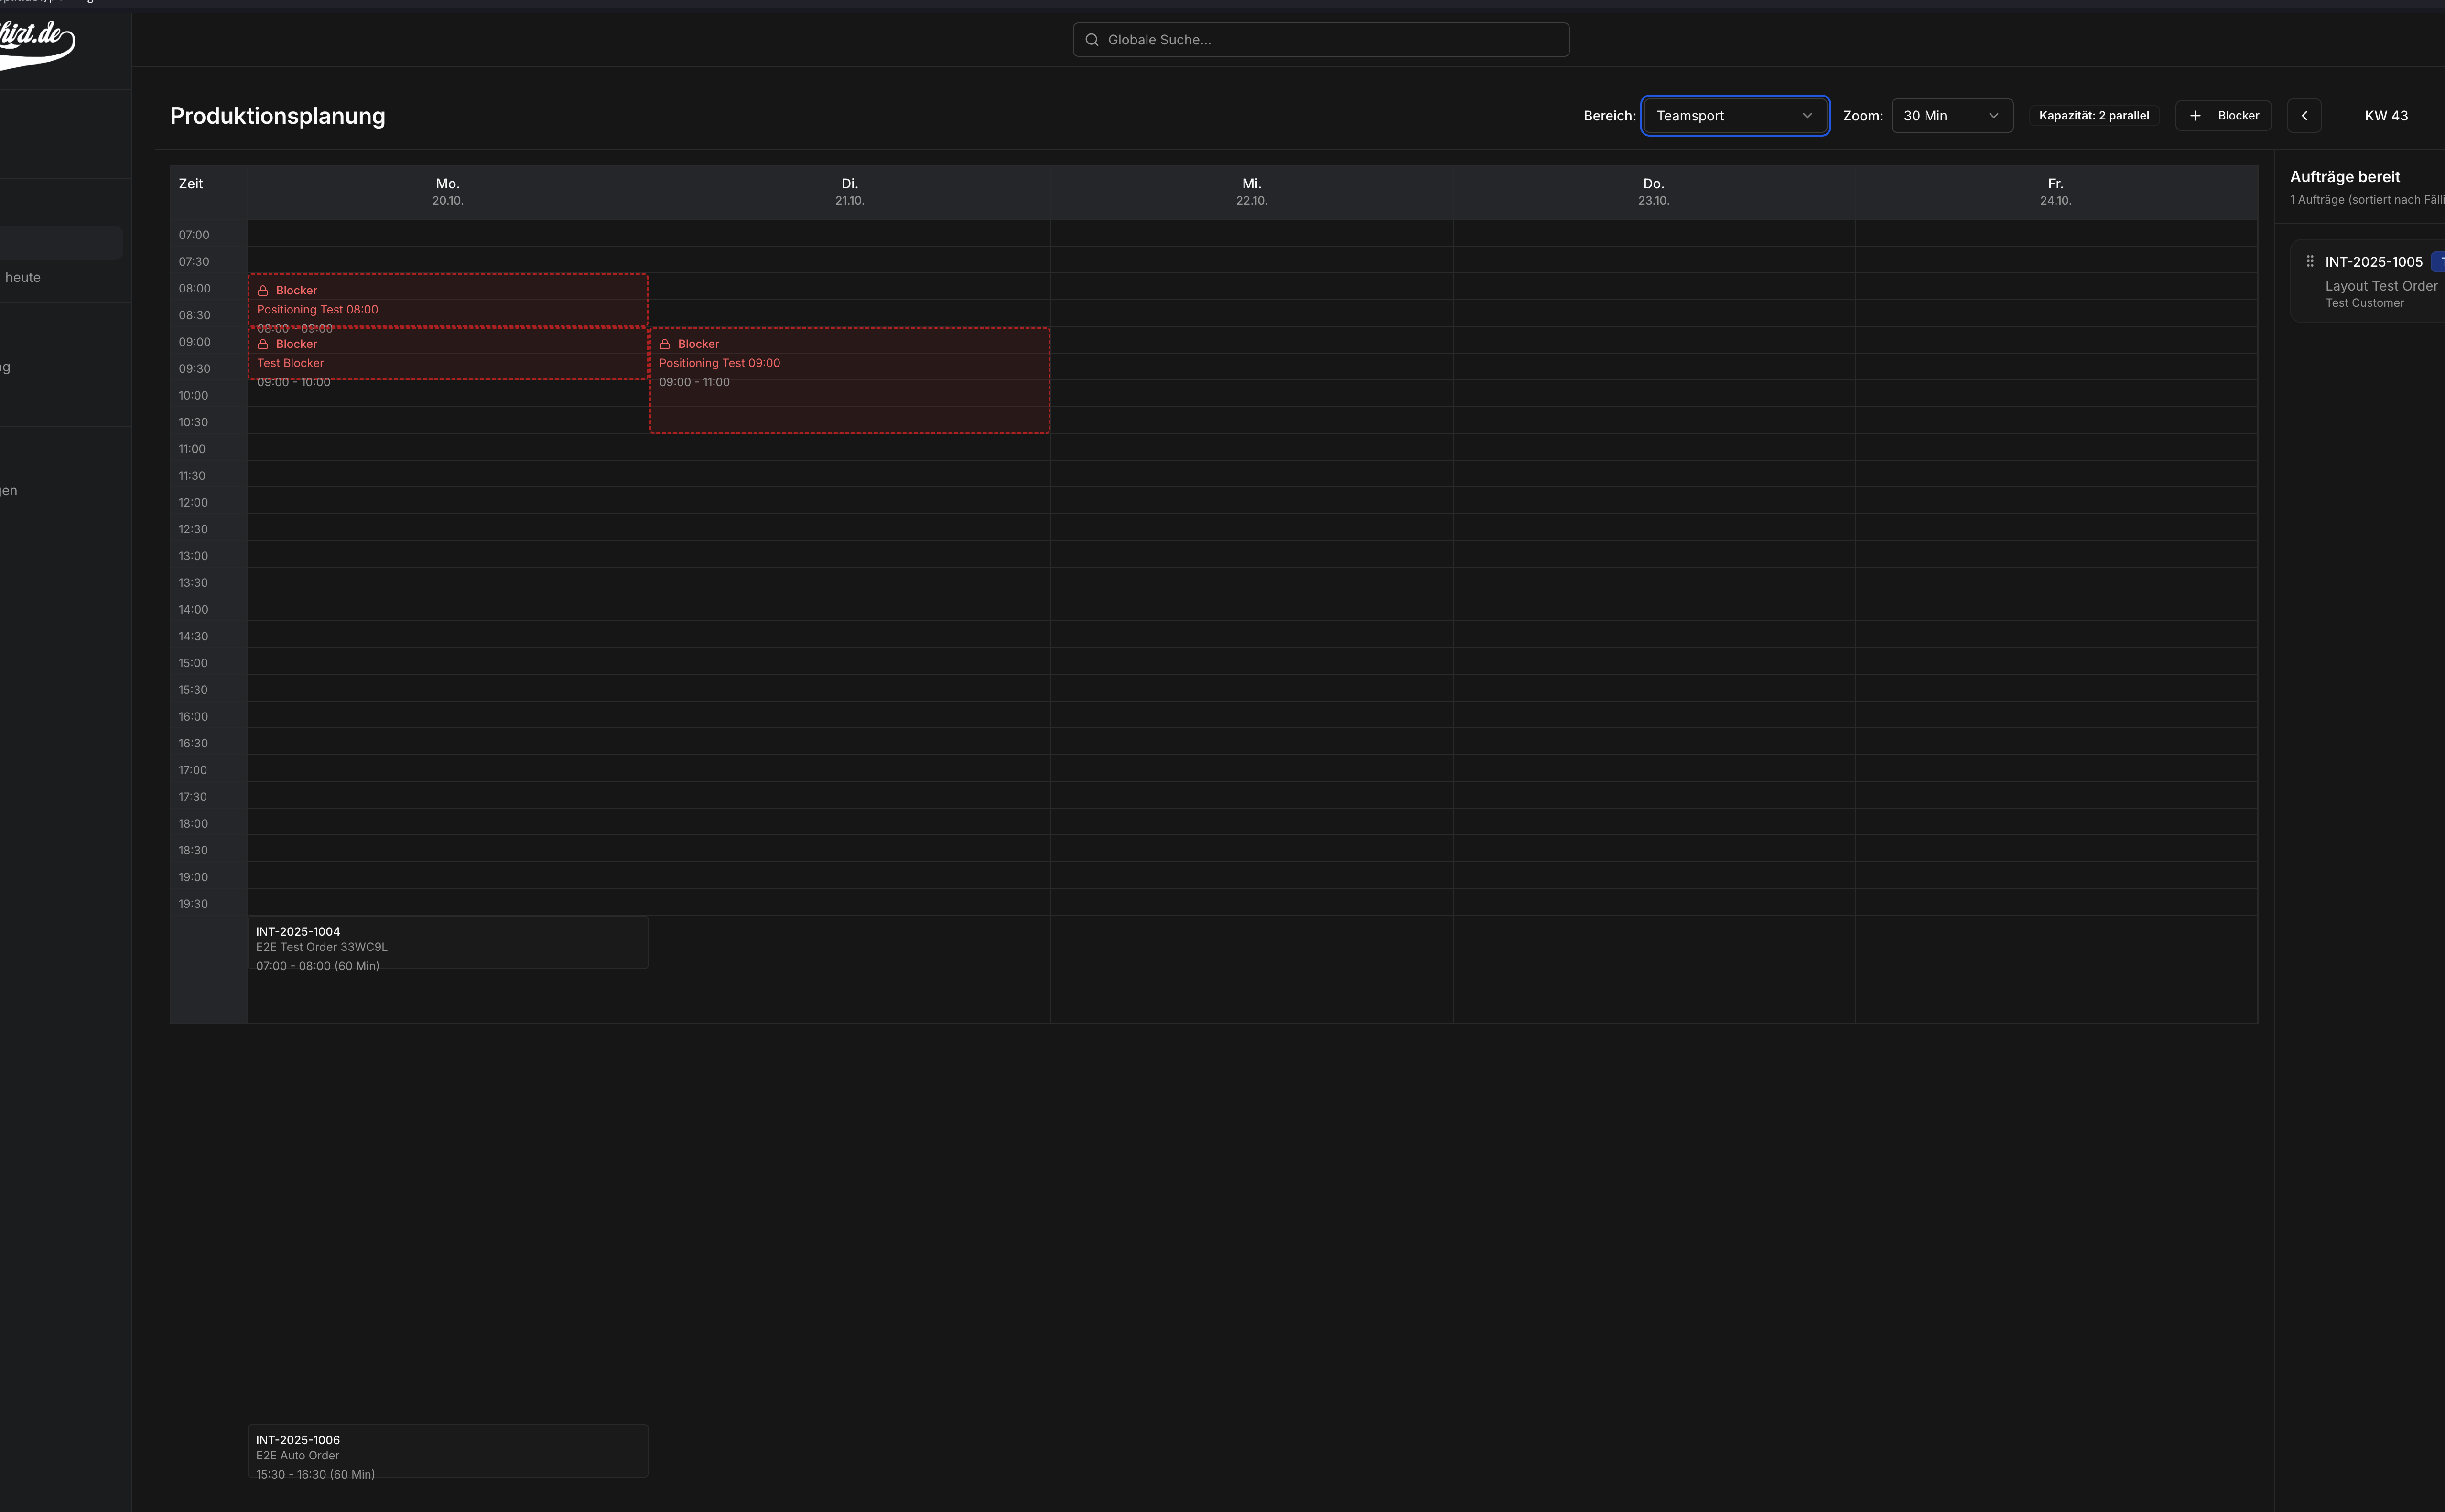 Globale Suche...
heute
Produktionsplanung
Bereich: Teamsport Zoom: 30 Min Kapazität: 2 parallel + Blocker KW 43
Zeit Mo. Di. Mi. Do. Fr.
20.10. 21.10. 22.10. 23.10. 24.10.
07:00
07:30
08:00
08:30
09:00
09:30
10:00
10:30
11:00
11:30
12:00
12:30
13:00
13:30
14:00
14:30
15:00
15:30
16:00
16:30
17:00
17:30
18:00
18:30
19:00
19:30
Blocker
Positioning Test 08:00
08:00 - 09:00
Blocker
Test Blocker
09:00 - 10:00
Blocker
Positioning Test 09:00
09:00 - 11:00
INT-2025-1004
E2E Test Order 33WC9L
07:00 - 08:00 (60 Min)
INT-2025-1006
E2E Auto Order
15:30 - 16:30 (60 Min)
Aufträge bereit
1 Aufträge (sortiert nach Fälli
INT-2025-1005
Layout Test Order
Test Customer